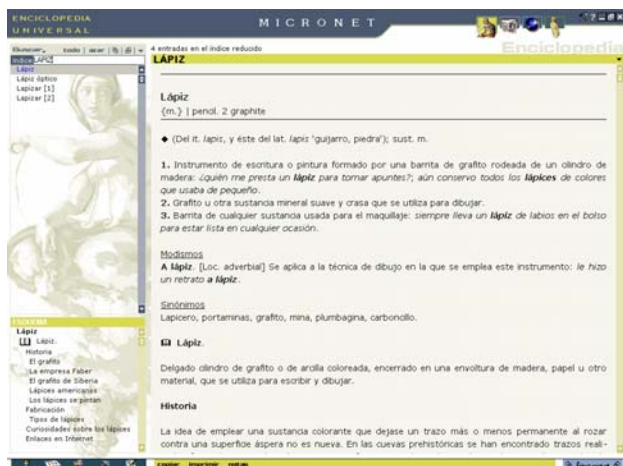 ENCICLOPEDIA
UNIVERSAL
MICRONET
Buscar
todo
4 entradas en el índice reducido
Enciclopedia
Índice LÁPIZ
LÁPIZ
Lápiz
Lápiz óptico
Lapizar [1]
Lapizar [2]
Lápiz
{m.} | pencil. 2 graphite
◆ (Del it. lapis, y éste del lat. lapis 'guijarro, piedra'); sust. m.
1. Instrumento de escritura o pintura formado por una barrita de grafito rodeada de un cilindro de
madera: ¿quién me presta un lápiz para tomar apuntes?; aún conservo todos los lápices de colores
que usaba de pequeño.
2. Grafito u otra sustancia mineral suave y crasa que se utiliza para dibujar.
3. Barrita de cualquier sustancia usada para el maquillaje: siempre lleva un lápiz de labios en el bolso
para estar lista en cualquier ocasión.
Modismos
A lápiz. [Loc. adverbial] Se aplica a la técnica de dibujo en la que se emplea este instrumento: le hizo
un retrato a lápiz.
Sinónimos
Lapicero, portaminas, grafito, mina, plumbagina, carboncillo.
Lápiz.
Delgado cilindro de grafito o de arcilla coloreada, encerrado en una envoltura de madera, papel u otro
material, que se utiliza para escribir y dibujar.
Historia
La idea de emplear una sustancia colorante que dejase un trazo más o menos permanente al rozar
contra una superficie áspera no es nueva. En las cuevas prehistóricas se han encontrado trazos reali-
ESQUEMA
Lápiz
Lápiz.
Historia
El grafito
La empresa Faber
El grafito de Siberia
Lápices americanos
Los lápices se pintan
Fabricación
Tipos de lápices
Curiosidades sobre los lápices
Enlaces en Internet
copiar imprimir notas